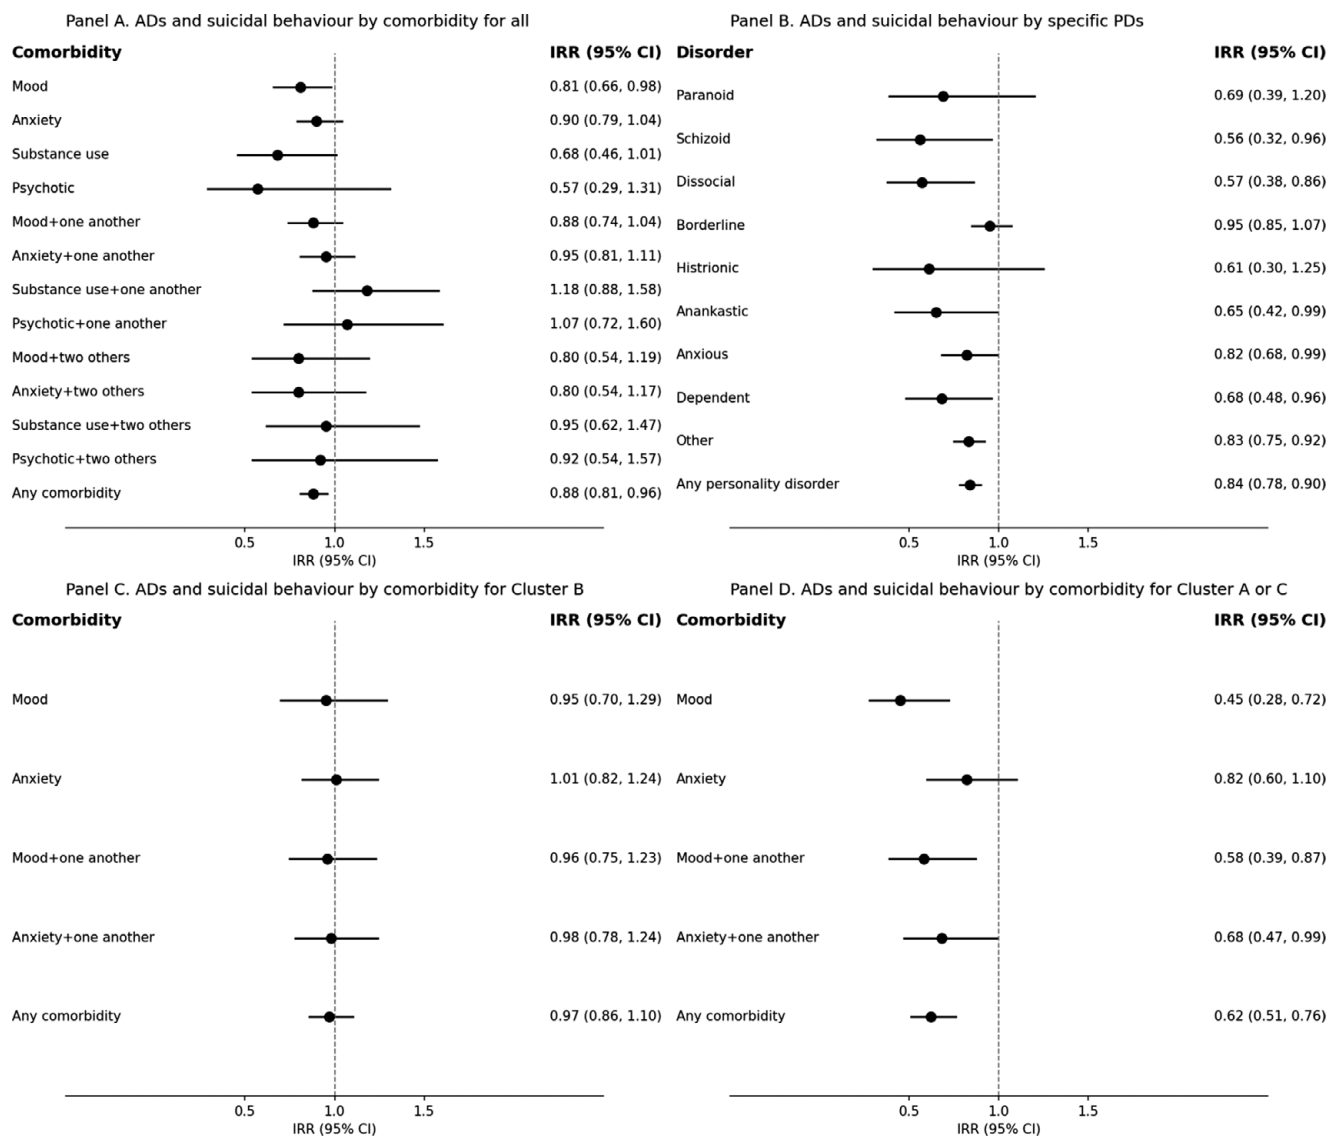 Panel A. ADs and suicidal behaviour by comorbidity for all
Comorbidity IRR (95% CI)
Mood 0.81 (0.66, 0.98)
Anxiety 0.90 (0.79, 1.04)
Substance use 0.68 (0.46, 1.01)
Psychotic 0.57 (0.29, 1.31)
Mood+one another 0.88 (0.74, 1.04)
Anxiety+one another 0.95 (0.81, 1.11)
Substance use+one another 1.18 (0.88, 1.58)
Psychotic+one another 1.07 (0.72, 1.60)
Mood+two others 0.80 (0.54, 1.19)
Anxiety+two others 0.80 (0.54, 1.17)
Substance use+two others 0.95 (0.62, 1.47)
Psychotic+two others 0.92 (0.54, 1.57)
Any comorbidity 0.88 (0.81, 0.96)
0.5 1.0 1.5
IRR (95% CI)
Panel B. ADs and suicidal behaviour by specific PDs
Disorder IRR (95% CI)
Paranoid 0.69 (0.39, 1.20)
Schizoid 0.56 (0.32, 0.96)
Dissocial 0.57 (0.38, 0.86)
Borderline 0.95 (0.85, 1.07)
Histrionic 0.61 (0.30, 1.25)
Anankastic 0.65 (0.42, 0.99)
Anxious 0.82 (0.68, 0.99)
Dependent 0.68 (0.48, 0.96)
Other 0.83 (0.75, 0.92)
Any personality disorder 0.84 (0.78, 0.90)
0.5 1.0 1.5
IRR (95% CI)
Panel C. ADs and suicidal behaviour by comorbidity for Cluster B
Comorbidity IRR (95% CI)
Mood 0.95 (0.70, 1.29)
Anxiety 1.01 (0.82, 1.24)
Mood+one another 0.96 (0.75, 1.23)
Anxiety+one another 0.98 (0.78, 1.24)
Any comorbidity 0.97 (0.86, 1.10)
0.5 1.0 1.5
IRR (95% CI)
Panel D. ADs and suicidal behaviour by comorbidity for Cluster A or C
Comorbidity IRR (95% CI)
Mood 0.45 (0.28, 0.72)
Anxiety 0.82 (0.60, 1.10)
Mood+one another 0.58 (0.39, 0.87)
Anxiety+one another 0.68 (0.47, 0.99)
Any comorbidity 0.62 (0.51, 0.76)
0.5 1.0 1.5
IRR (95% CI)